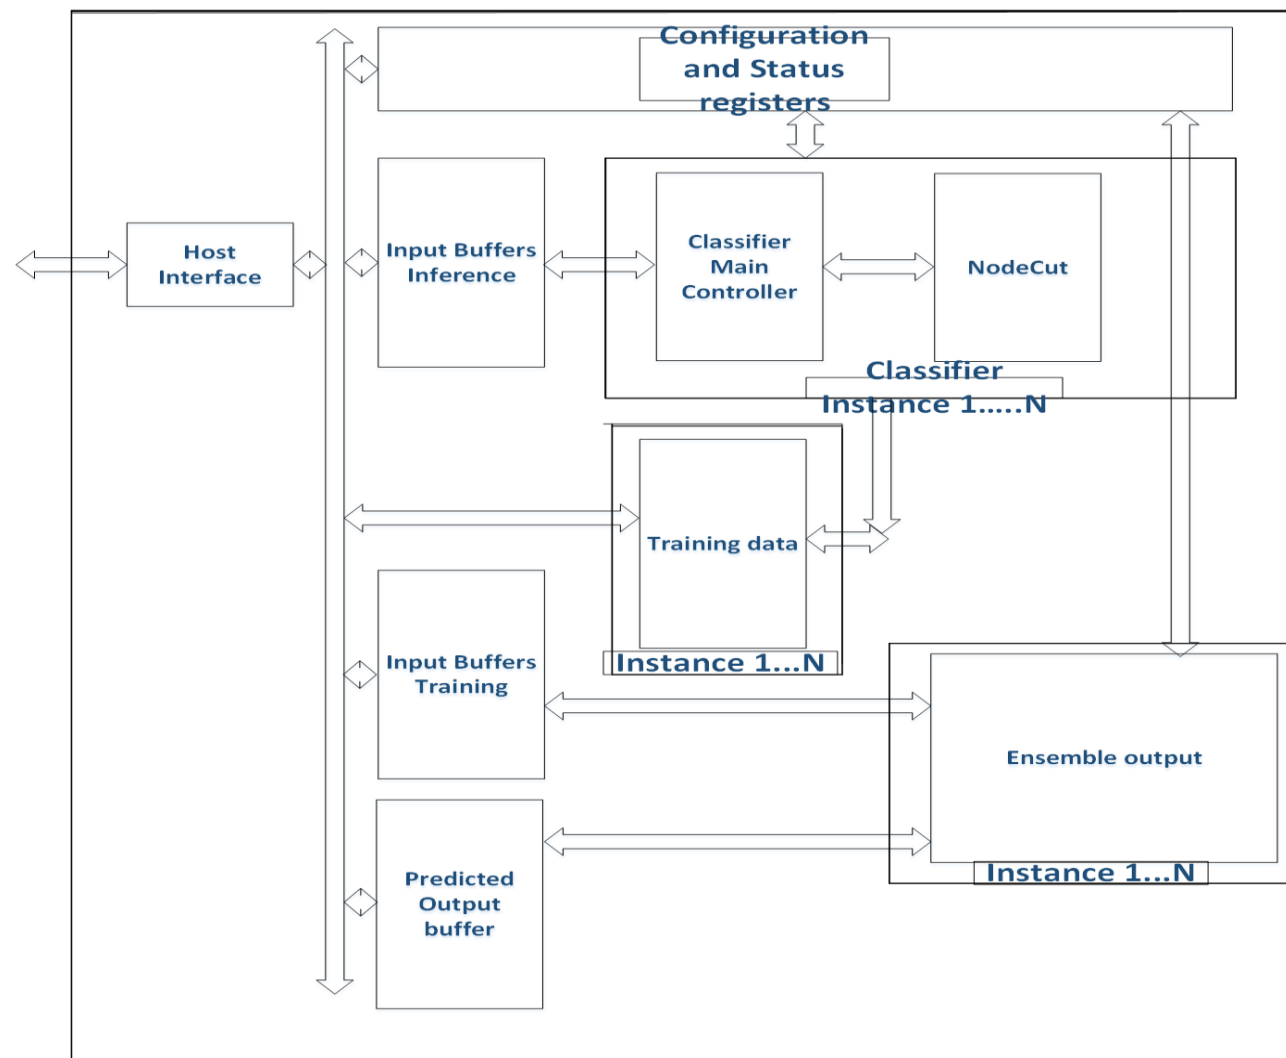 Configuration
and Status
registers
Host
Interface
Input Buffers
Inference
Classifier
Main
Controller
NodeCut
Classifier
Instance 1.....N
Training data
Instance 1...N
Input Buffers
Training
Ensemble output
Instance 1...N
Predicted
Output
buffer